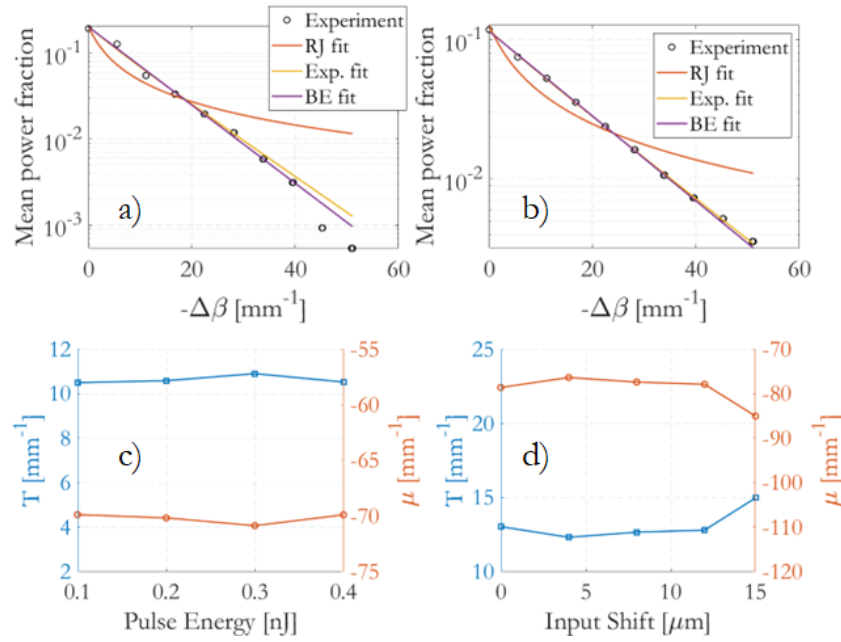 Experiment
RJ fit
Exp. fit
BE fit
10⁻¹
10⁻²
10⁻³
Mean power fraction
a)
0 20 40 60
-Δβ [mm⁻¹]
Experiment
RJ fit
Exp. fit
BE fit
10⁻¹
10⁻²
Mean power fraction
b)
0 20 40 60
-Δβ [mm⁻¹]
12
10
8
6
4
2
T [mm⁻¹]
c)
-55
-60
-65
-70
-75
μ [mm⁻¹]
0.1 0.2 0.3 0.4
Pulse Energy [nJ]
25
20
15
10
T [mm⁻¹]
d)
-70
-80
-90
-100
-110
-120
μ [mm⁻¹]
0 5 10 15
Input Shift [μm]